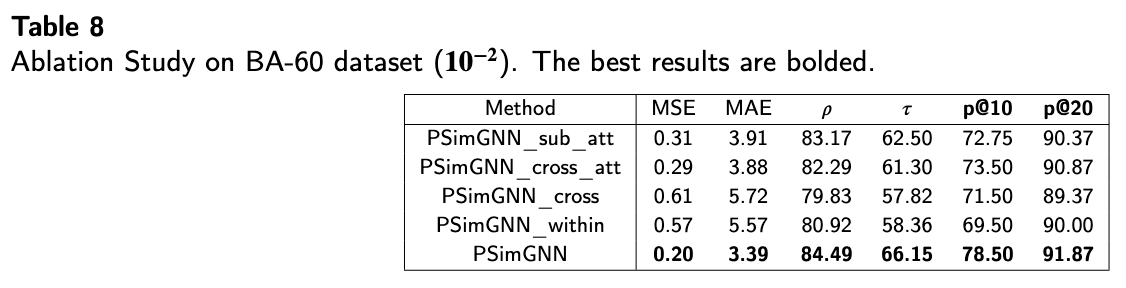 Table 8
Ablation Study on BA-60 dataset (10⁻²). The best results are bolded.
Method MSE MAE ρ τ p@10 p@20
PSimGNN_sub_att 0.31 3.91 83.17 62.50 72.75 90.37
PSimGNN_cross_att 0.29 3.88 82.29 61.30 73.50 90.87
PSimGNN_cross 0.61 5.72 79.83 57.82 71.50 89.37
PSimGNN_within 0.57 5.57 80.92 58.36 69.50 90.00
PSimGNN 0.20 3.39 84.49 66.15 78.50 91.87